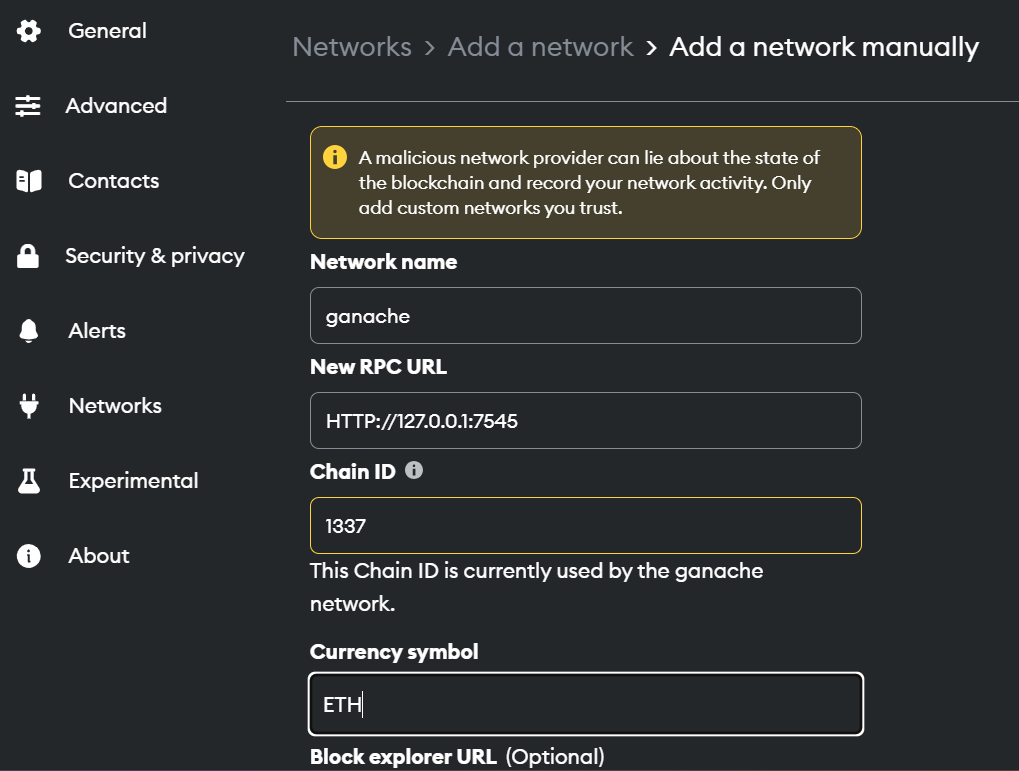 General
Advanced
Contacts
Security & privacy
Alerts
Networks
Experimental
About
Networks > Add a network > Add a network manually
A malicious network provider can lie about the state of
the blockchain and record your network activity. Only
add custom networks you trust.
Network name
ganache
New RPC URL
HTTP://127.0.0.1:7545
Chain ID
1337
This Chain ID is currently used by the ganache
network.
Currency symbol
ETH
Block explorer URL (Optional)